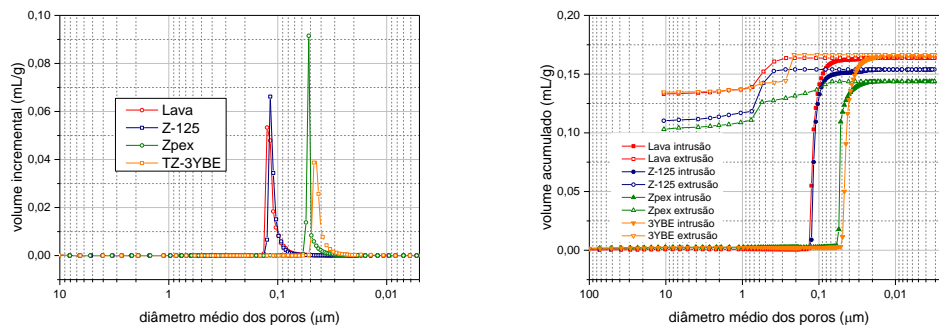 0,10
0,08
0,06
0,04
0,02
0,00
volume incremental (mL/g)
Lava
Z-125
Zpex
TZ-3YBE
10
1
0,1
0,01
diâmetro médio dos poros (μm)
0,20
0,15
0,10
0,05
0,00
volume acumulado (mL/g)
Lava intrusão
Lava extrusão
Z-125 intrusão
Z-125 extrusão
Zpex intrusão
Zpex extrusão
3YBE intrusão
3YBE extrusão
100
10
1
0,1
0,01
diâmetro médio dos poros (μm)